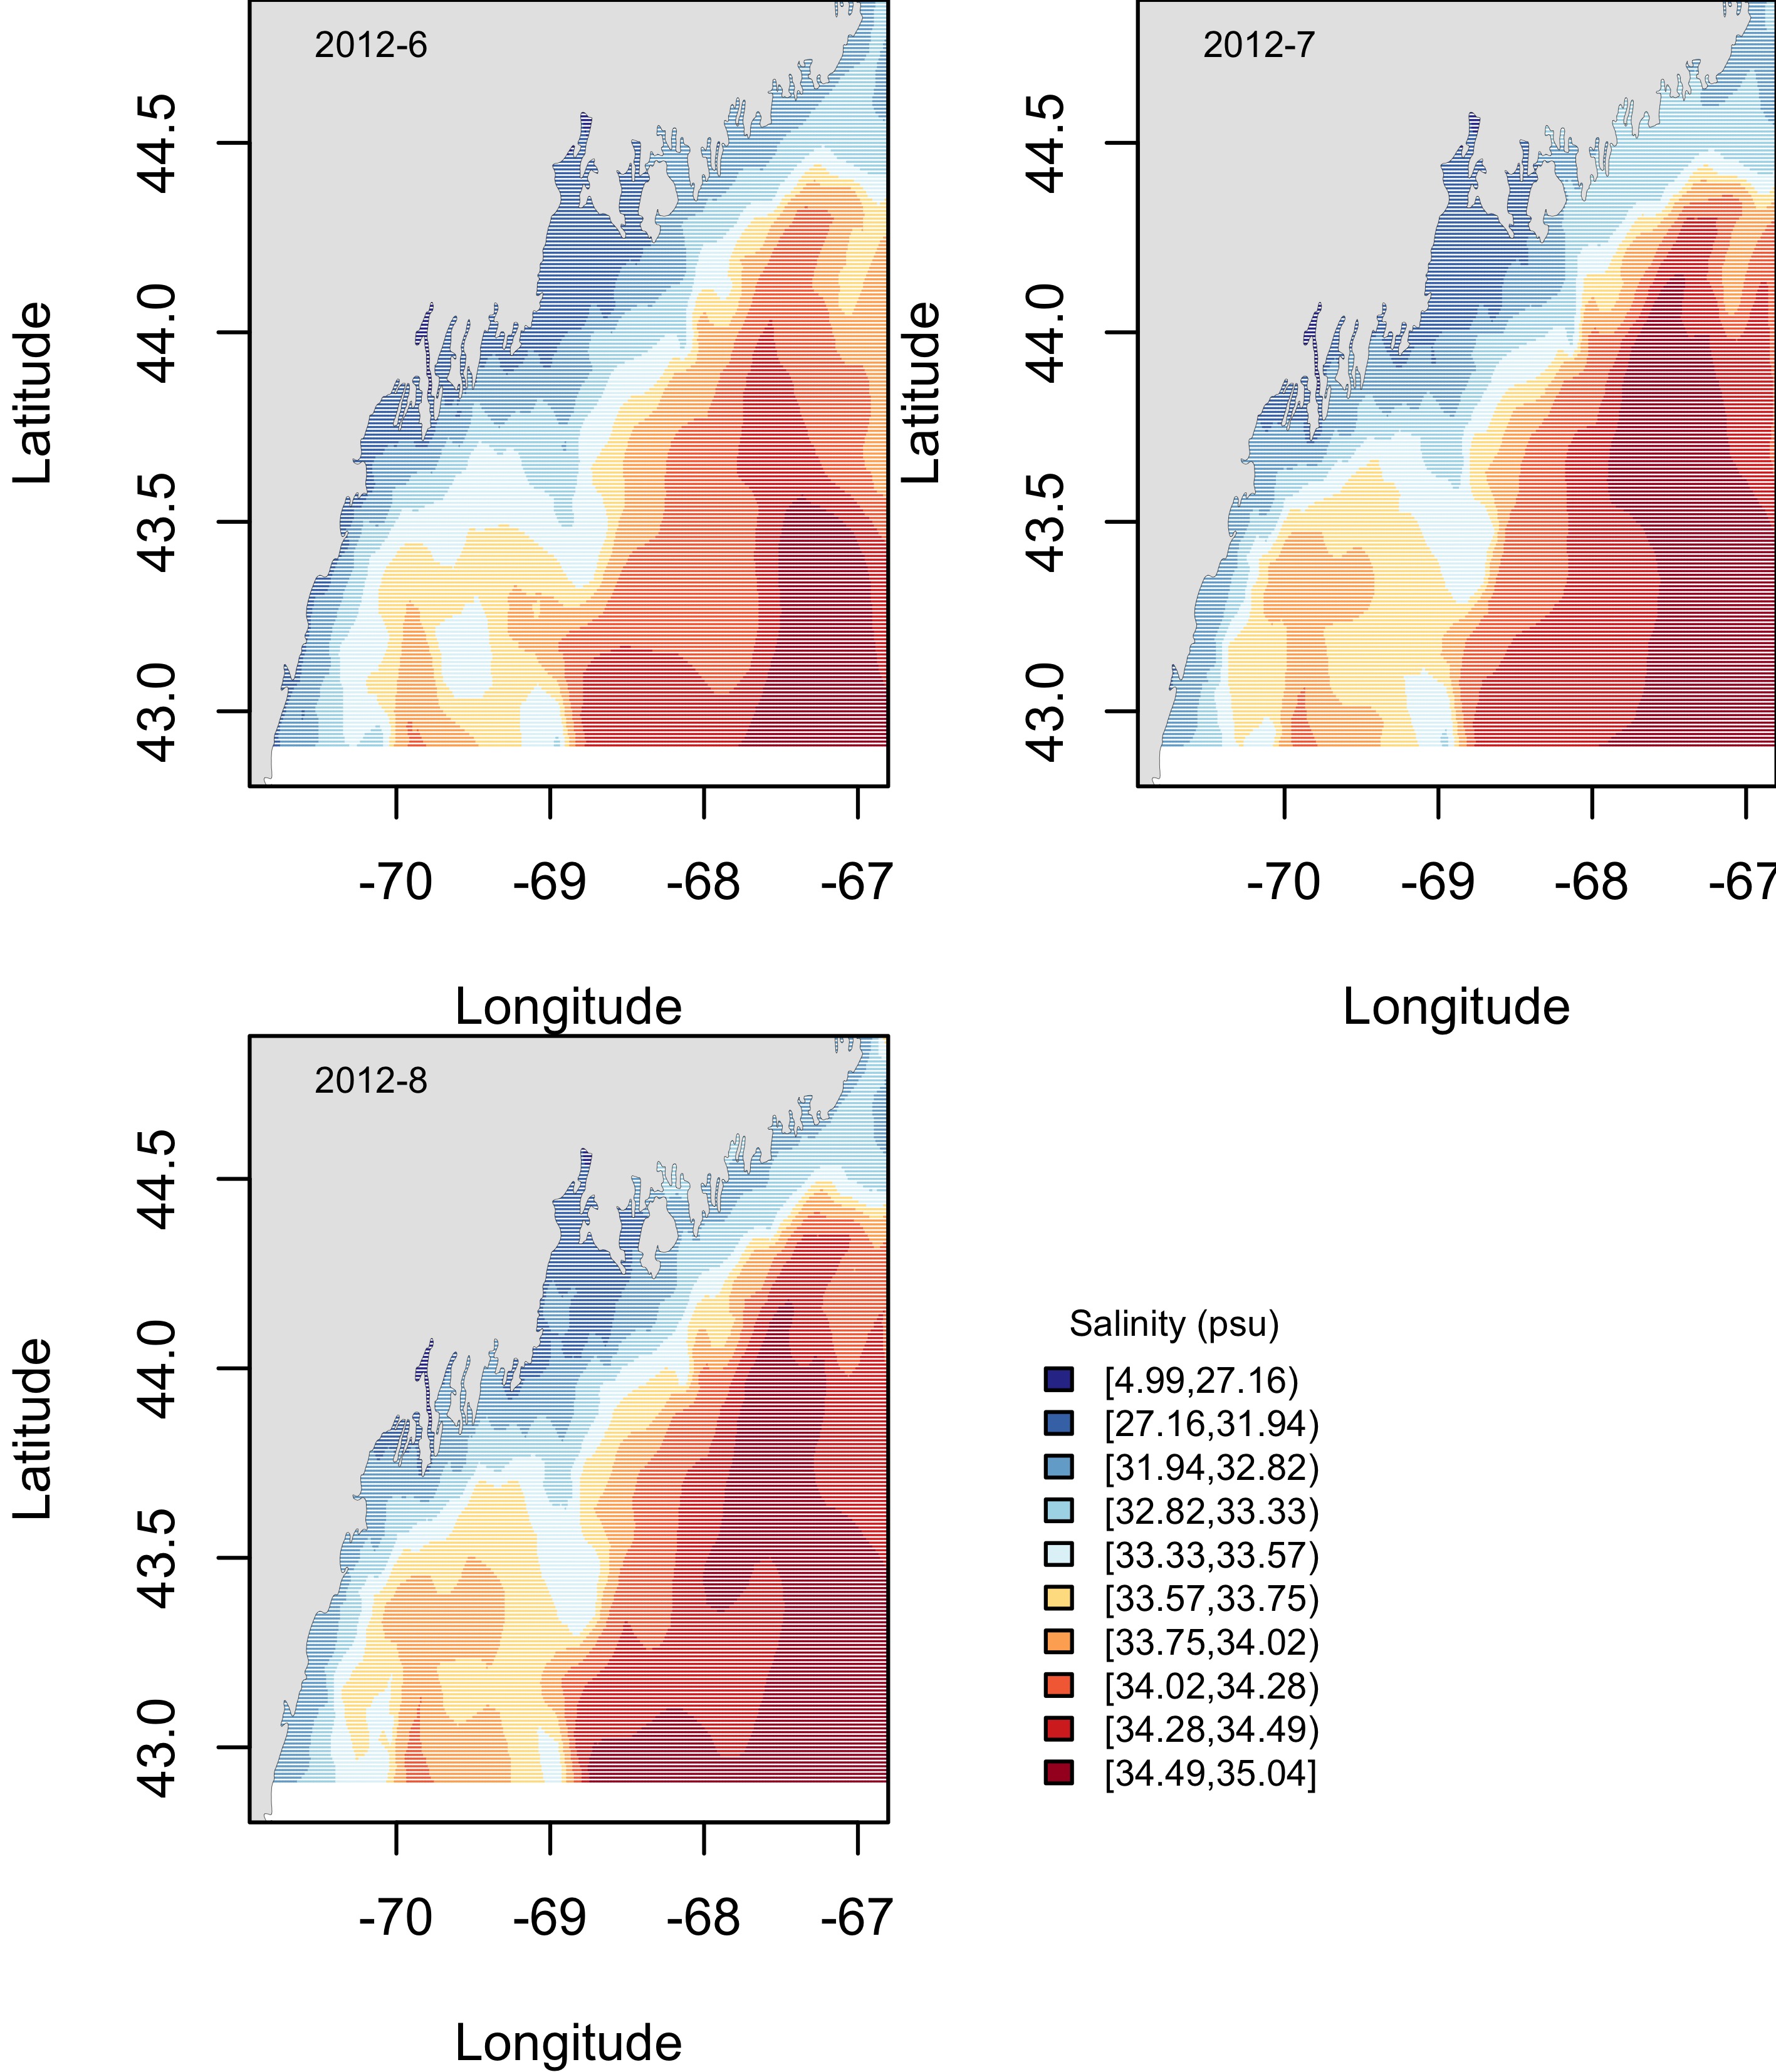 2012-6
44.5
44.0
43.5
43.0
Latitude
-70 -69 -68 -67
Longitude
2012-7
44.5
44.0
43.5
43.0
Latitude
-70 -69 -68 -67
Longitude
2012-8
44.5
44.0
43.5
43.0
Latitude
-70 -69 -68 -67
Longitude
Salinity (psu)
[4.99,27.16)
[27.16,31.94)
[31.94,32.82)
[32.82,33.33)
[33.33,33.57)
[33.57,33.75)
[33.75,34.02)
[34.02,34.28)
[34.28,34.49)
[34.49,35.04]